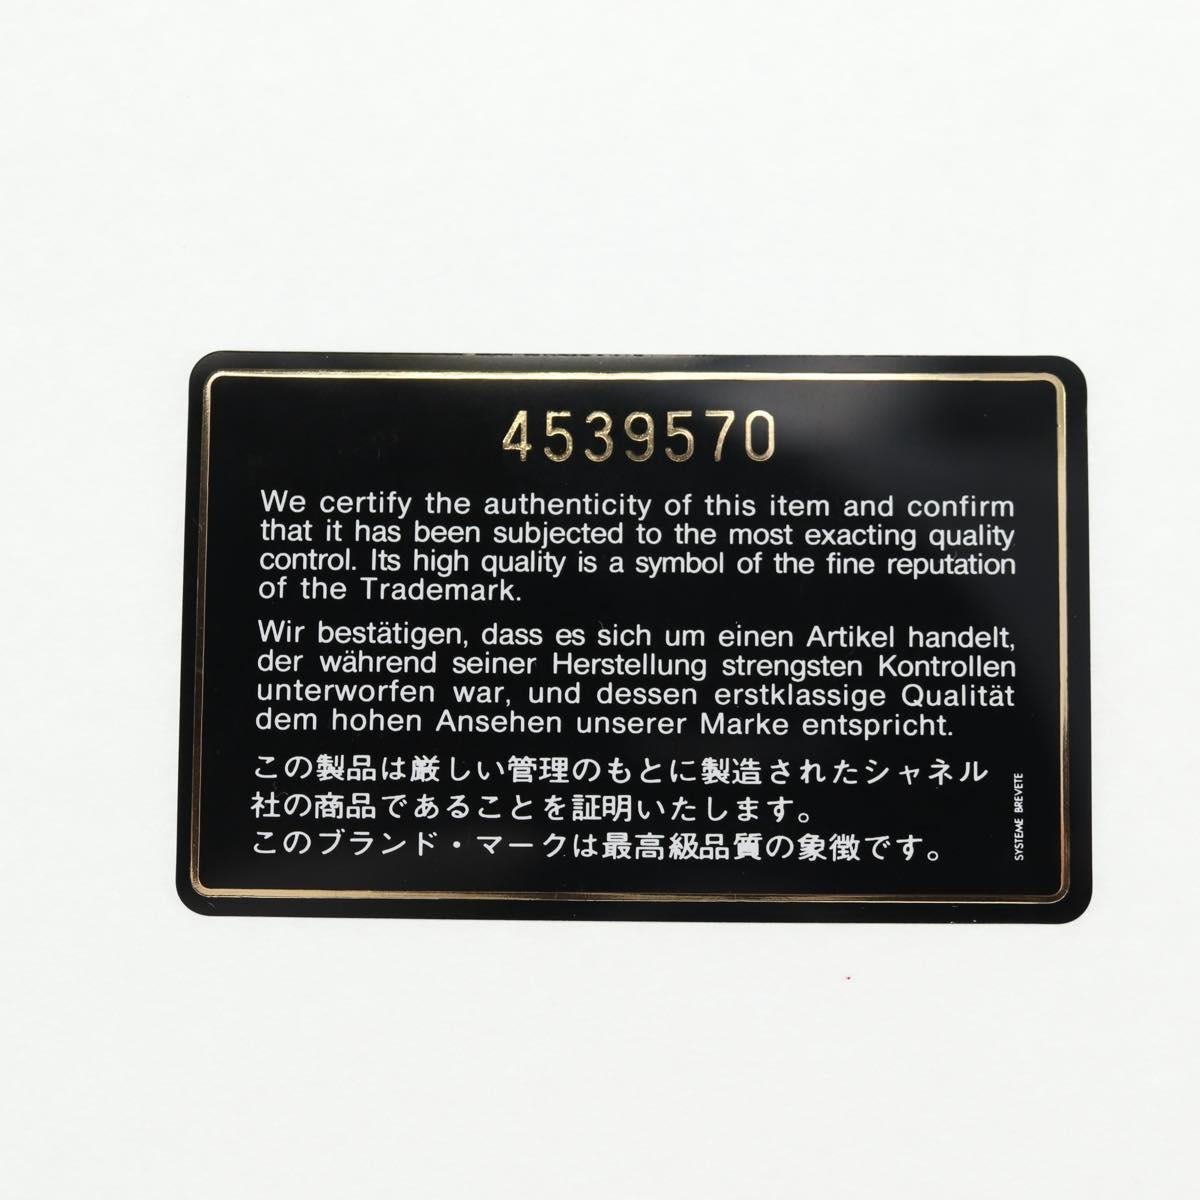 4539570
We certify the authenticity of this item and confirm
that it has been subjected to the most exacting quality
control. Its high quality is a symbol of the fine reputation
of the Trademark.
Wir bestätigen, dass es sich um einen Artikel handelt,
der während seiner Herstellung strengsten Kontrollen
unterworfen war, und dessen erstklassige Qualität
dem hohen Ansehen unserer Marke entspricht.
この製品は厳しい管理のもとに製造されたシャネル
社の商品であることを証明いたします。
このブランド・マークは最高級品質の象徴です。
SYSTEME BREVETE